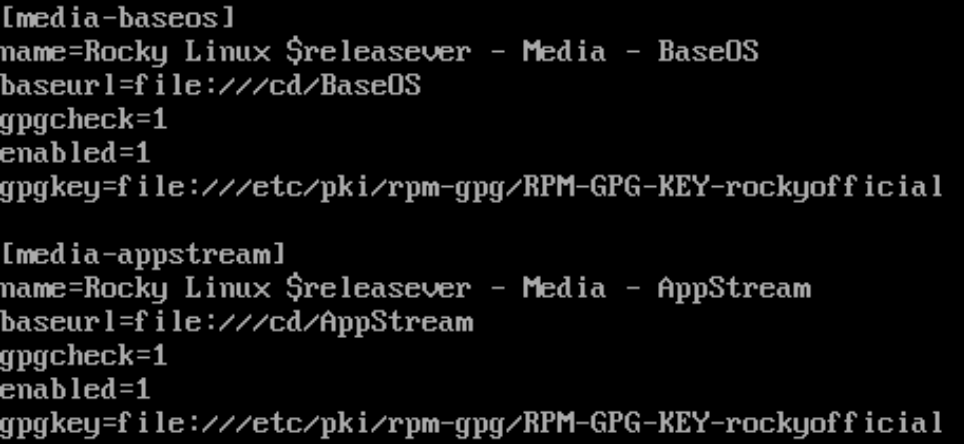 [media-baseos]
name=Rocky Linux $releasever - Media - BaseOS
baseurl=file:///cd/BaseOS
gpgcheck=1
enabled=1
gpgkey=file:///etc/pki/rpm-gpg/RPM-GPG-KEY-rockyofficial

[media-appstream]
name=Rocky Linux $releasever - Media - AppStream
baseurl=file:///cd/AppStream
gpgcheck=1
enabled=1
gpgkey=file:///etc/pki/rpm-gpg/RPM-GPG-KEY-rockyofficial